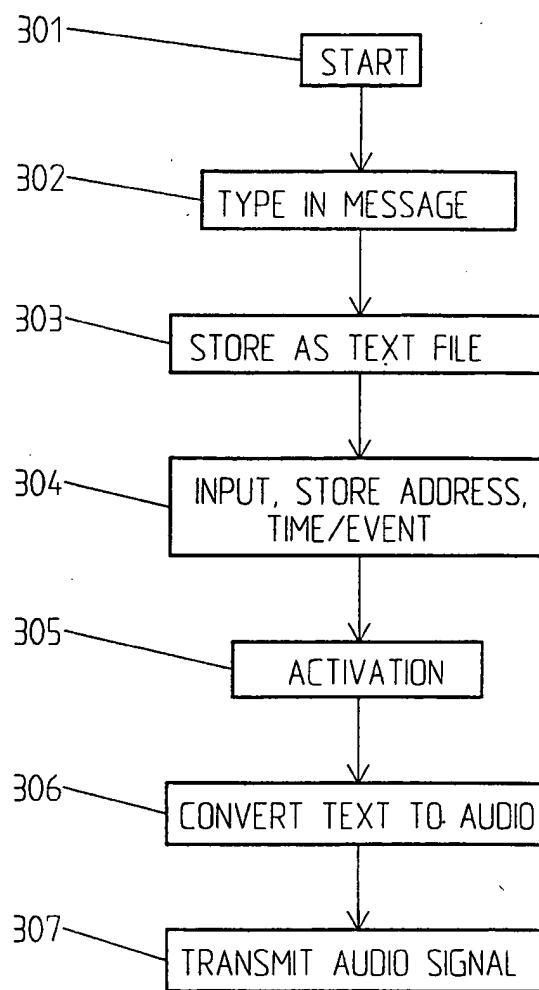 301
START
302
TYPE IN MESSAGE
303
STORE AS TEXT FILE
304
INPUT, STORE ADDRESS,
TIME/EVENT
305
ACTIVATION
306
CONVERT TEXT TO AUDIO
307
TRANSMIT AUDIO SIGNAL